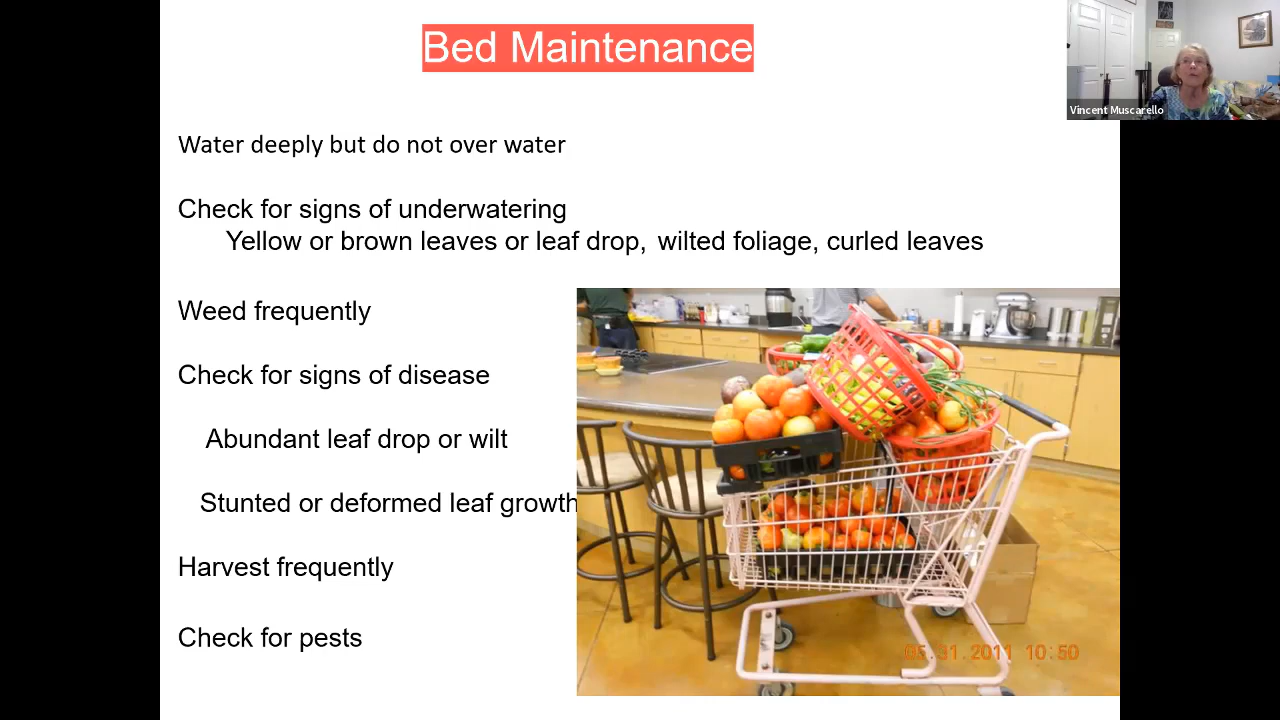 Bed Maintenance
Vincent Muscarello
Water deeply but do not over water
Check for signs of underwatering
Yellow or brown leaves or leaf drop, wilted foliage, curled leaves
Weed frequently
Check for signs of disease
Abundant leaf drop or wilt
Stunted or deformed leaf growth
Harvest frequently
Check for pests
05.31.2011 10:50